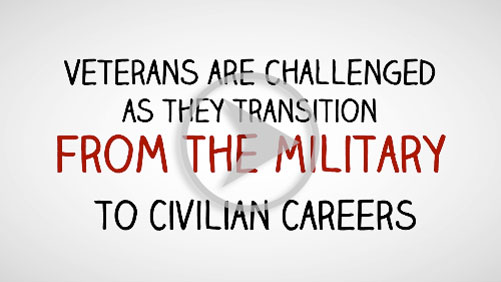 VETERANS ARE CHALLENGED
AS THEY TRANSITION
FROM THE MILITARY
TO CIVILIAN CAREERS